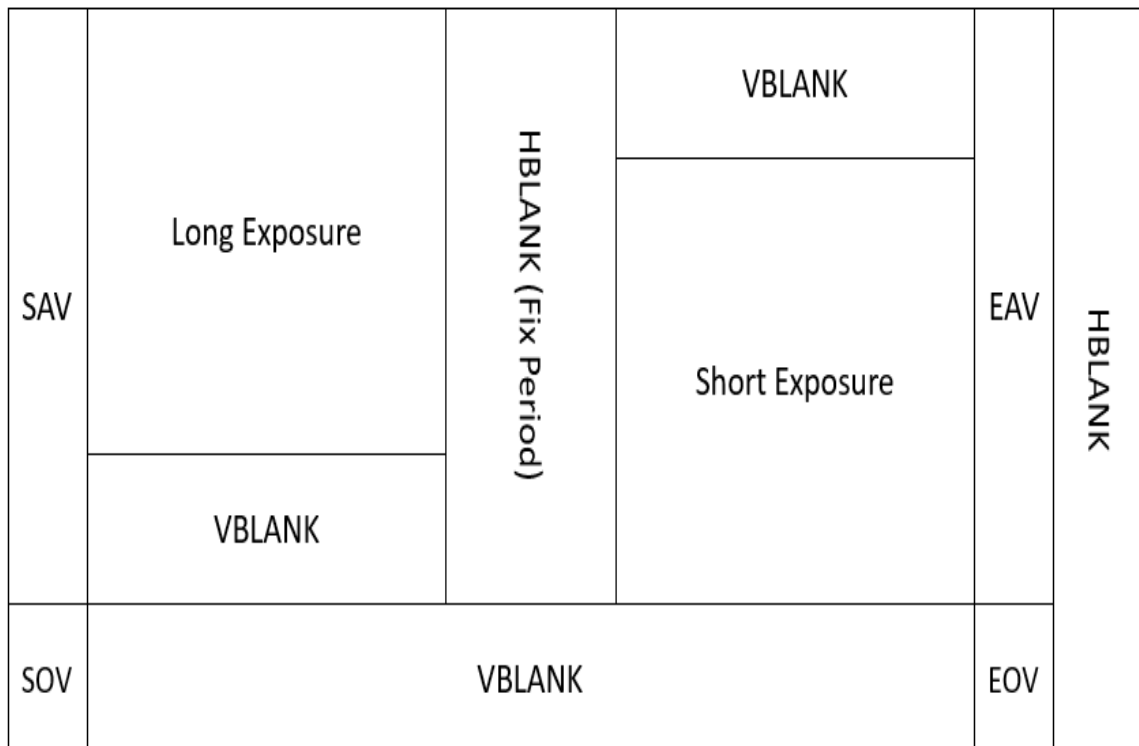 VBLANK
HBLANK (Fix Period)
Long Exposure
SAV
EAV
HBLANK
Short Exposure
VBLANK
SOV
VBLANK
EOV